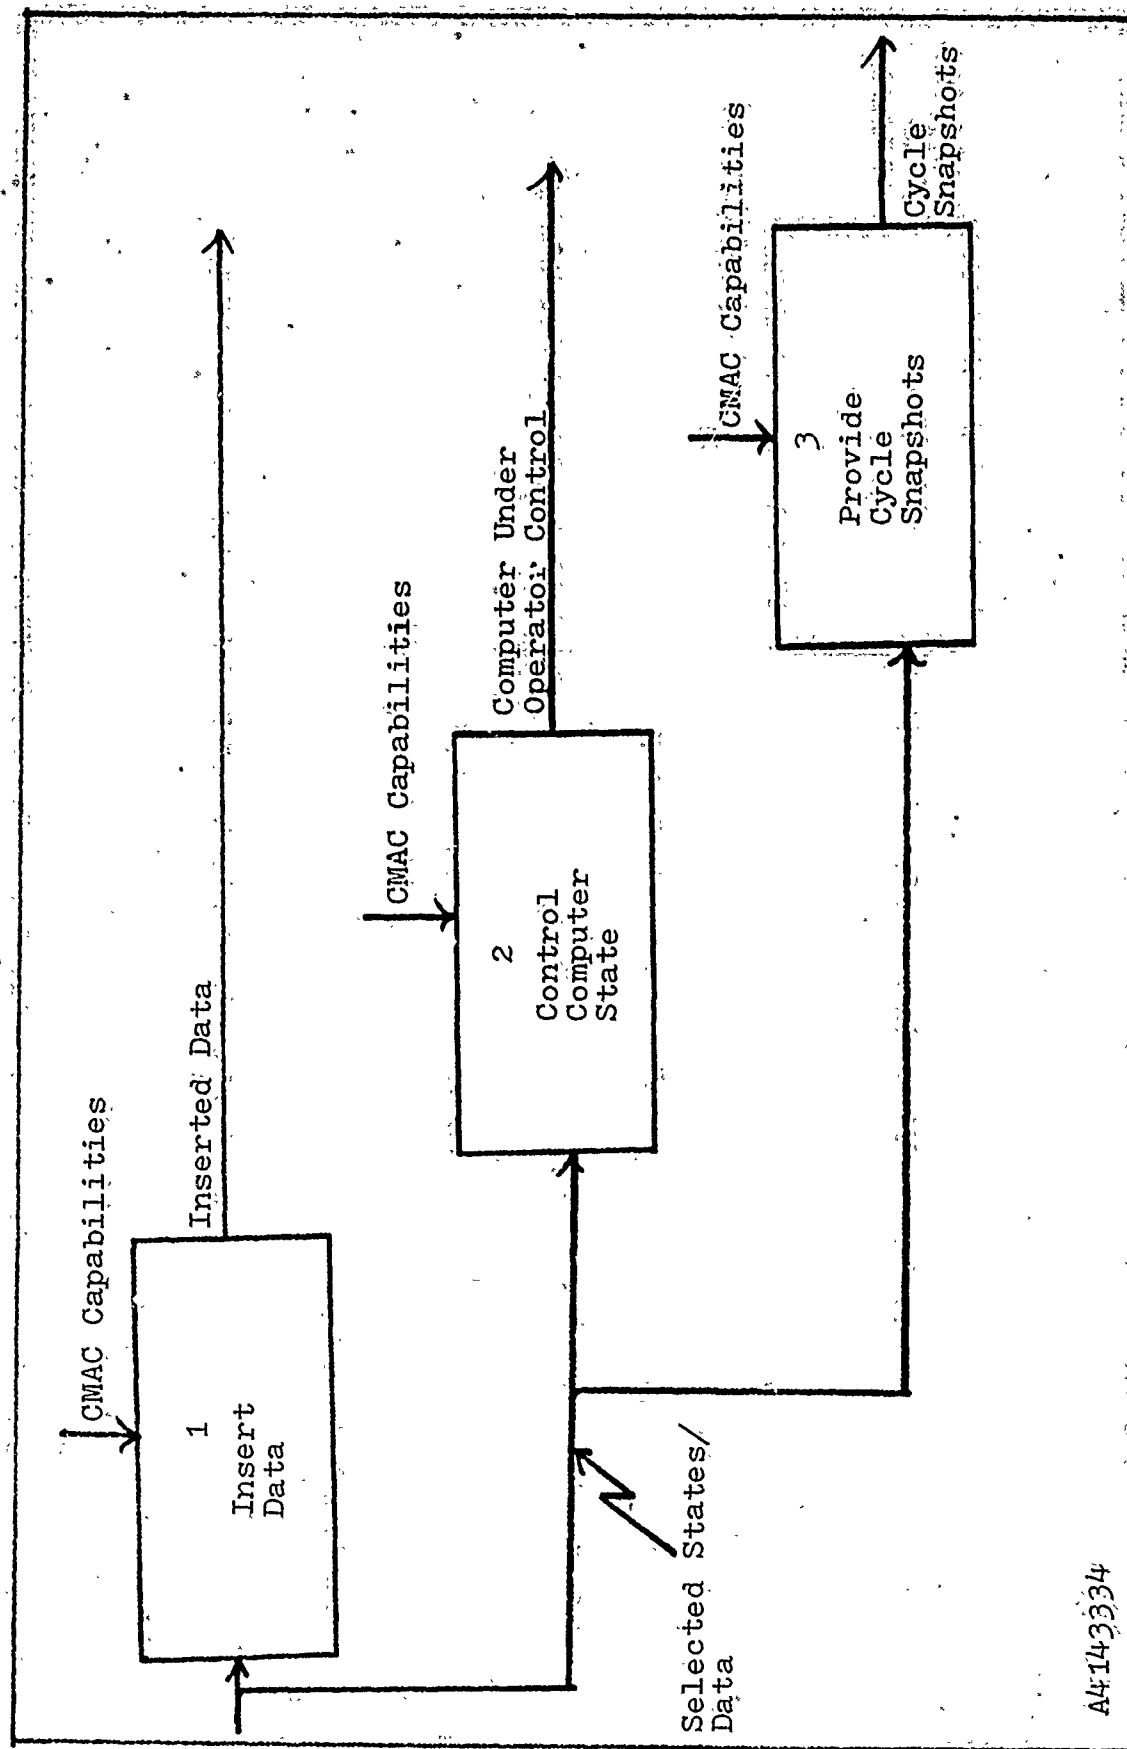 CMAC Capabilities
1
Insert
Data
Inserted Data
CMAC Capabilities
2
Control
Computer
State
Computer Under
Operator Control
CMAC Capabilities
3
Provide
Cycle
Snapshots
Cycle
Snapshots
Selected States/
Data
A4143334